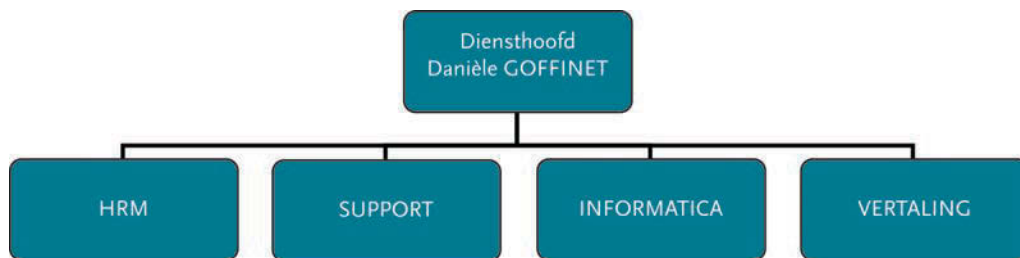 Diensthoofd
Danièle GOFFINET
HRM
SUPPORT
INFORMATICA
VERTALING